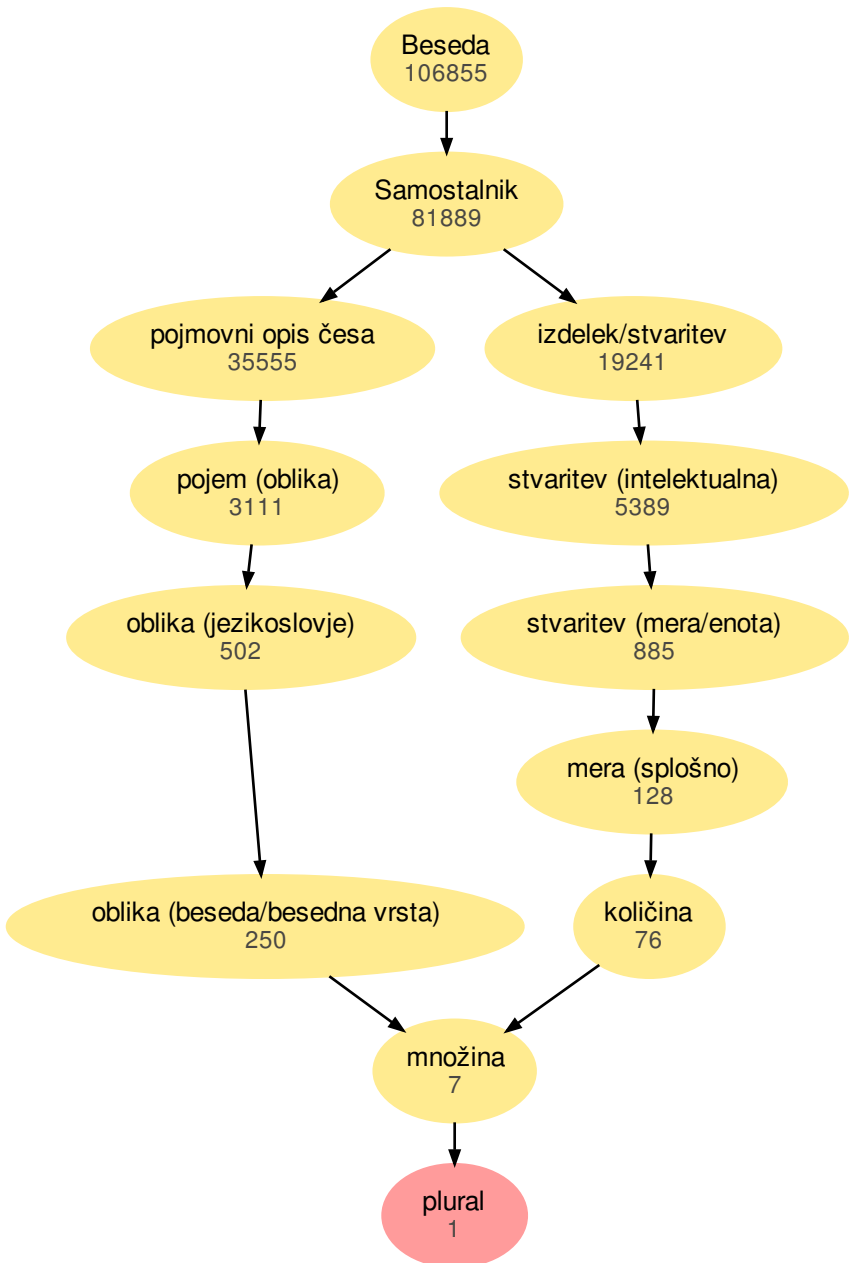 Beseda
106855
Samostalnik
81889
pojmovni opis česa
35555
izdelek/stvaritev
19241
pojem (oblika)
3111
stvaritev (intelektualna)
5389
oblika (jezikoslovje)
502
stvaritev (mera/enota)
885
mera (splošno)
128
oblika (beseda/besedna vrsta)
250
količina
76
množina
7
plural
1